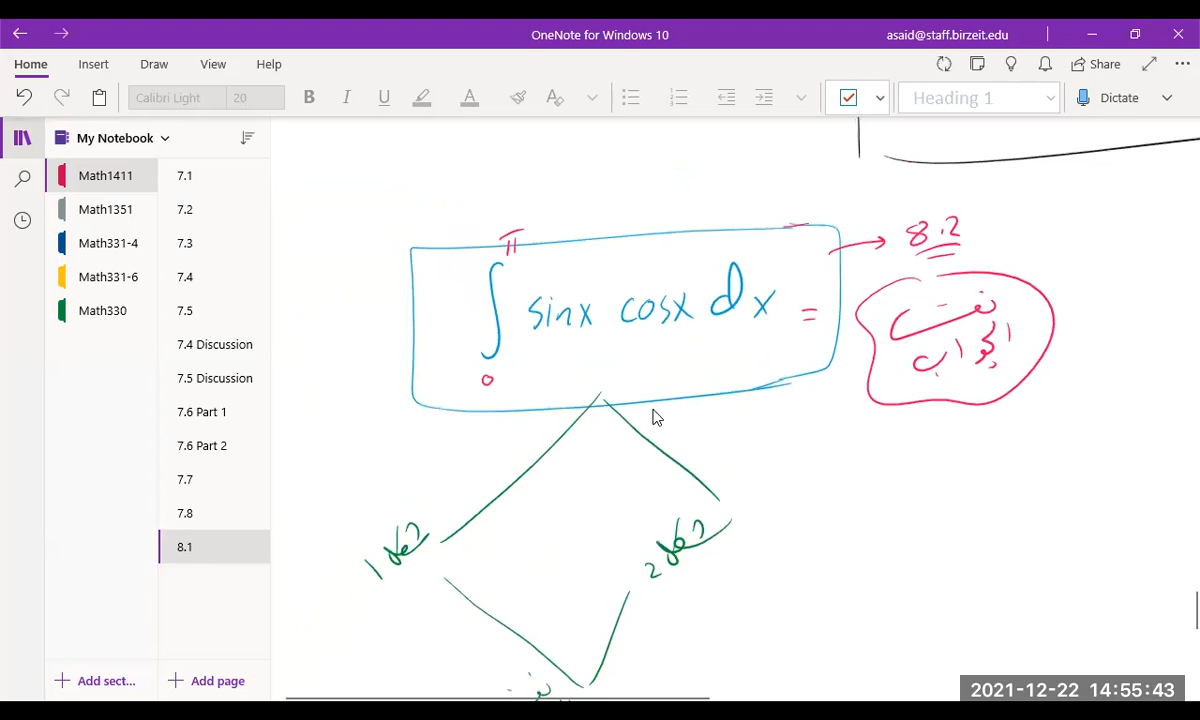 OneNote for Windows 10
asaid@staff.birzeit.edu
Home Insert Draw View Help
Share
Calibri Light 20 B I U A Heading 1 Dictate
My Notebook
Math1411
Math1351
Math331-4
Math331-6
Math330
Add sect...
7.1
7.2
7.3
7.4
7.5
7.4 Discussion
7.5 Discussion
7.6 Part 1
7.6 Part 2
7.7
7.8
8.1
Add page
∫₀^π sinx cosx dx =
8.2
1
2
2021-12-22 14:55:43